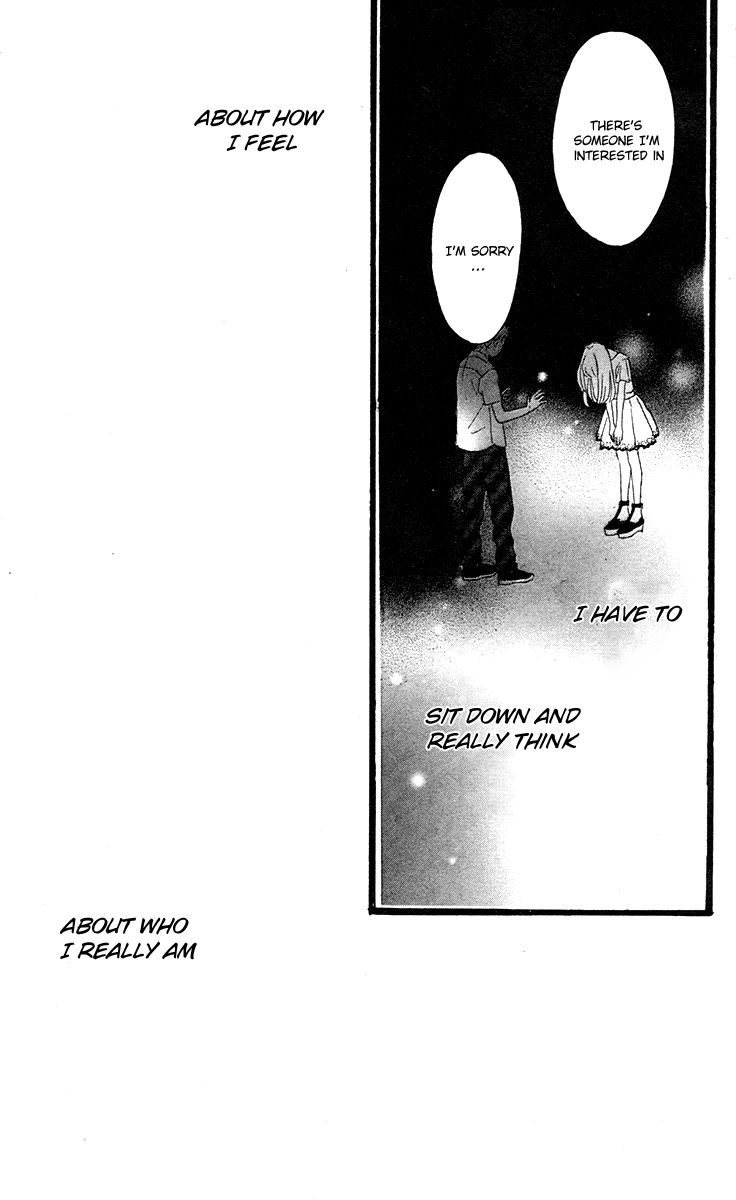 THERE'S
SOMEONE I'M
INTERESTED IN
I'M SORRY
...
I HAVE TO
SIT DOWN AND
REALLY THINK
ABOUT HOW
I FEEL
ABOUT WHO
I REALLY AM